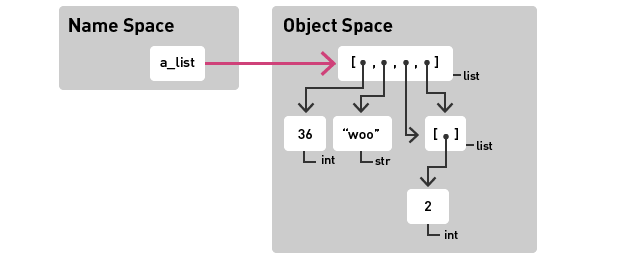 Name Space
Object Space
a_list
[ , , , ]
list
36
“woo”
[ ]
int
str
list
2
int